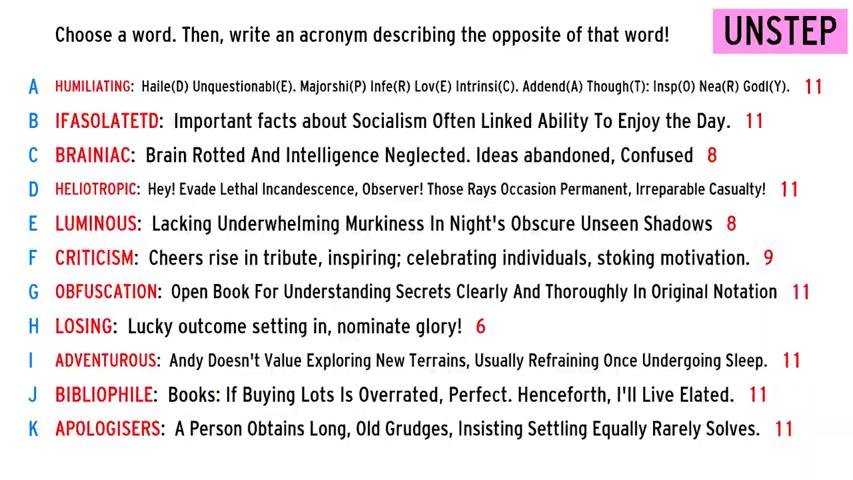 Choose a word. Then, write an acronym describing the opposite of that word!
UNSTEP
A HUMILIATING: Haile(D) Unquestionabl(E). Majorshi(P) Infe(R) Lov(E) Intrinsi(C). Addend(A) Though(T): Insp(O) Nea(R) Godl(Y). 11
B IFASOLATETD: Important facts about Socialism Often Linked Ability To Enjoy the Day. 11
C BRAINIAC: Brain Rotted And Intelligence Neglected. Ideas abandoned, Confused 8
D HELIOTROPIC: Hey! Evade Lethal Incandescence, Observer! Those Rays Occasion Permanent, Irreparable Casualty! 11
E LUMINOUS: Lacking Underwhelming Murkiness In Night's Obscure Unseen Shadows 8
F CRITICISM: Cheers rise in tribute, inspiring; celebrating individuals, stoking motivation. 9
G OBFUSCATION: Open Book For Understanding Secrets Clearly And Thoroughly In Original Notation 11
H LOSING: Lucky outcome setting in, nominate glory! 6
I ADVENTUROUS: Andy Doesn't Value Exploring New Terrains, Usually Refraining Once Undergoing Sleep. 11
J BIBLIOPHILE: Books: If Buying Lots Is Overrated, Perfect. Henceforth, I'll Live Elated. 11
K APOLOGISERS: A Person Obtains Long, Old Grudges, Insisting Settling Equally Rarely Solves. 11